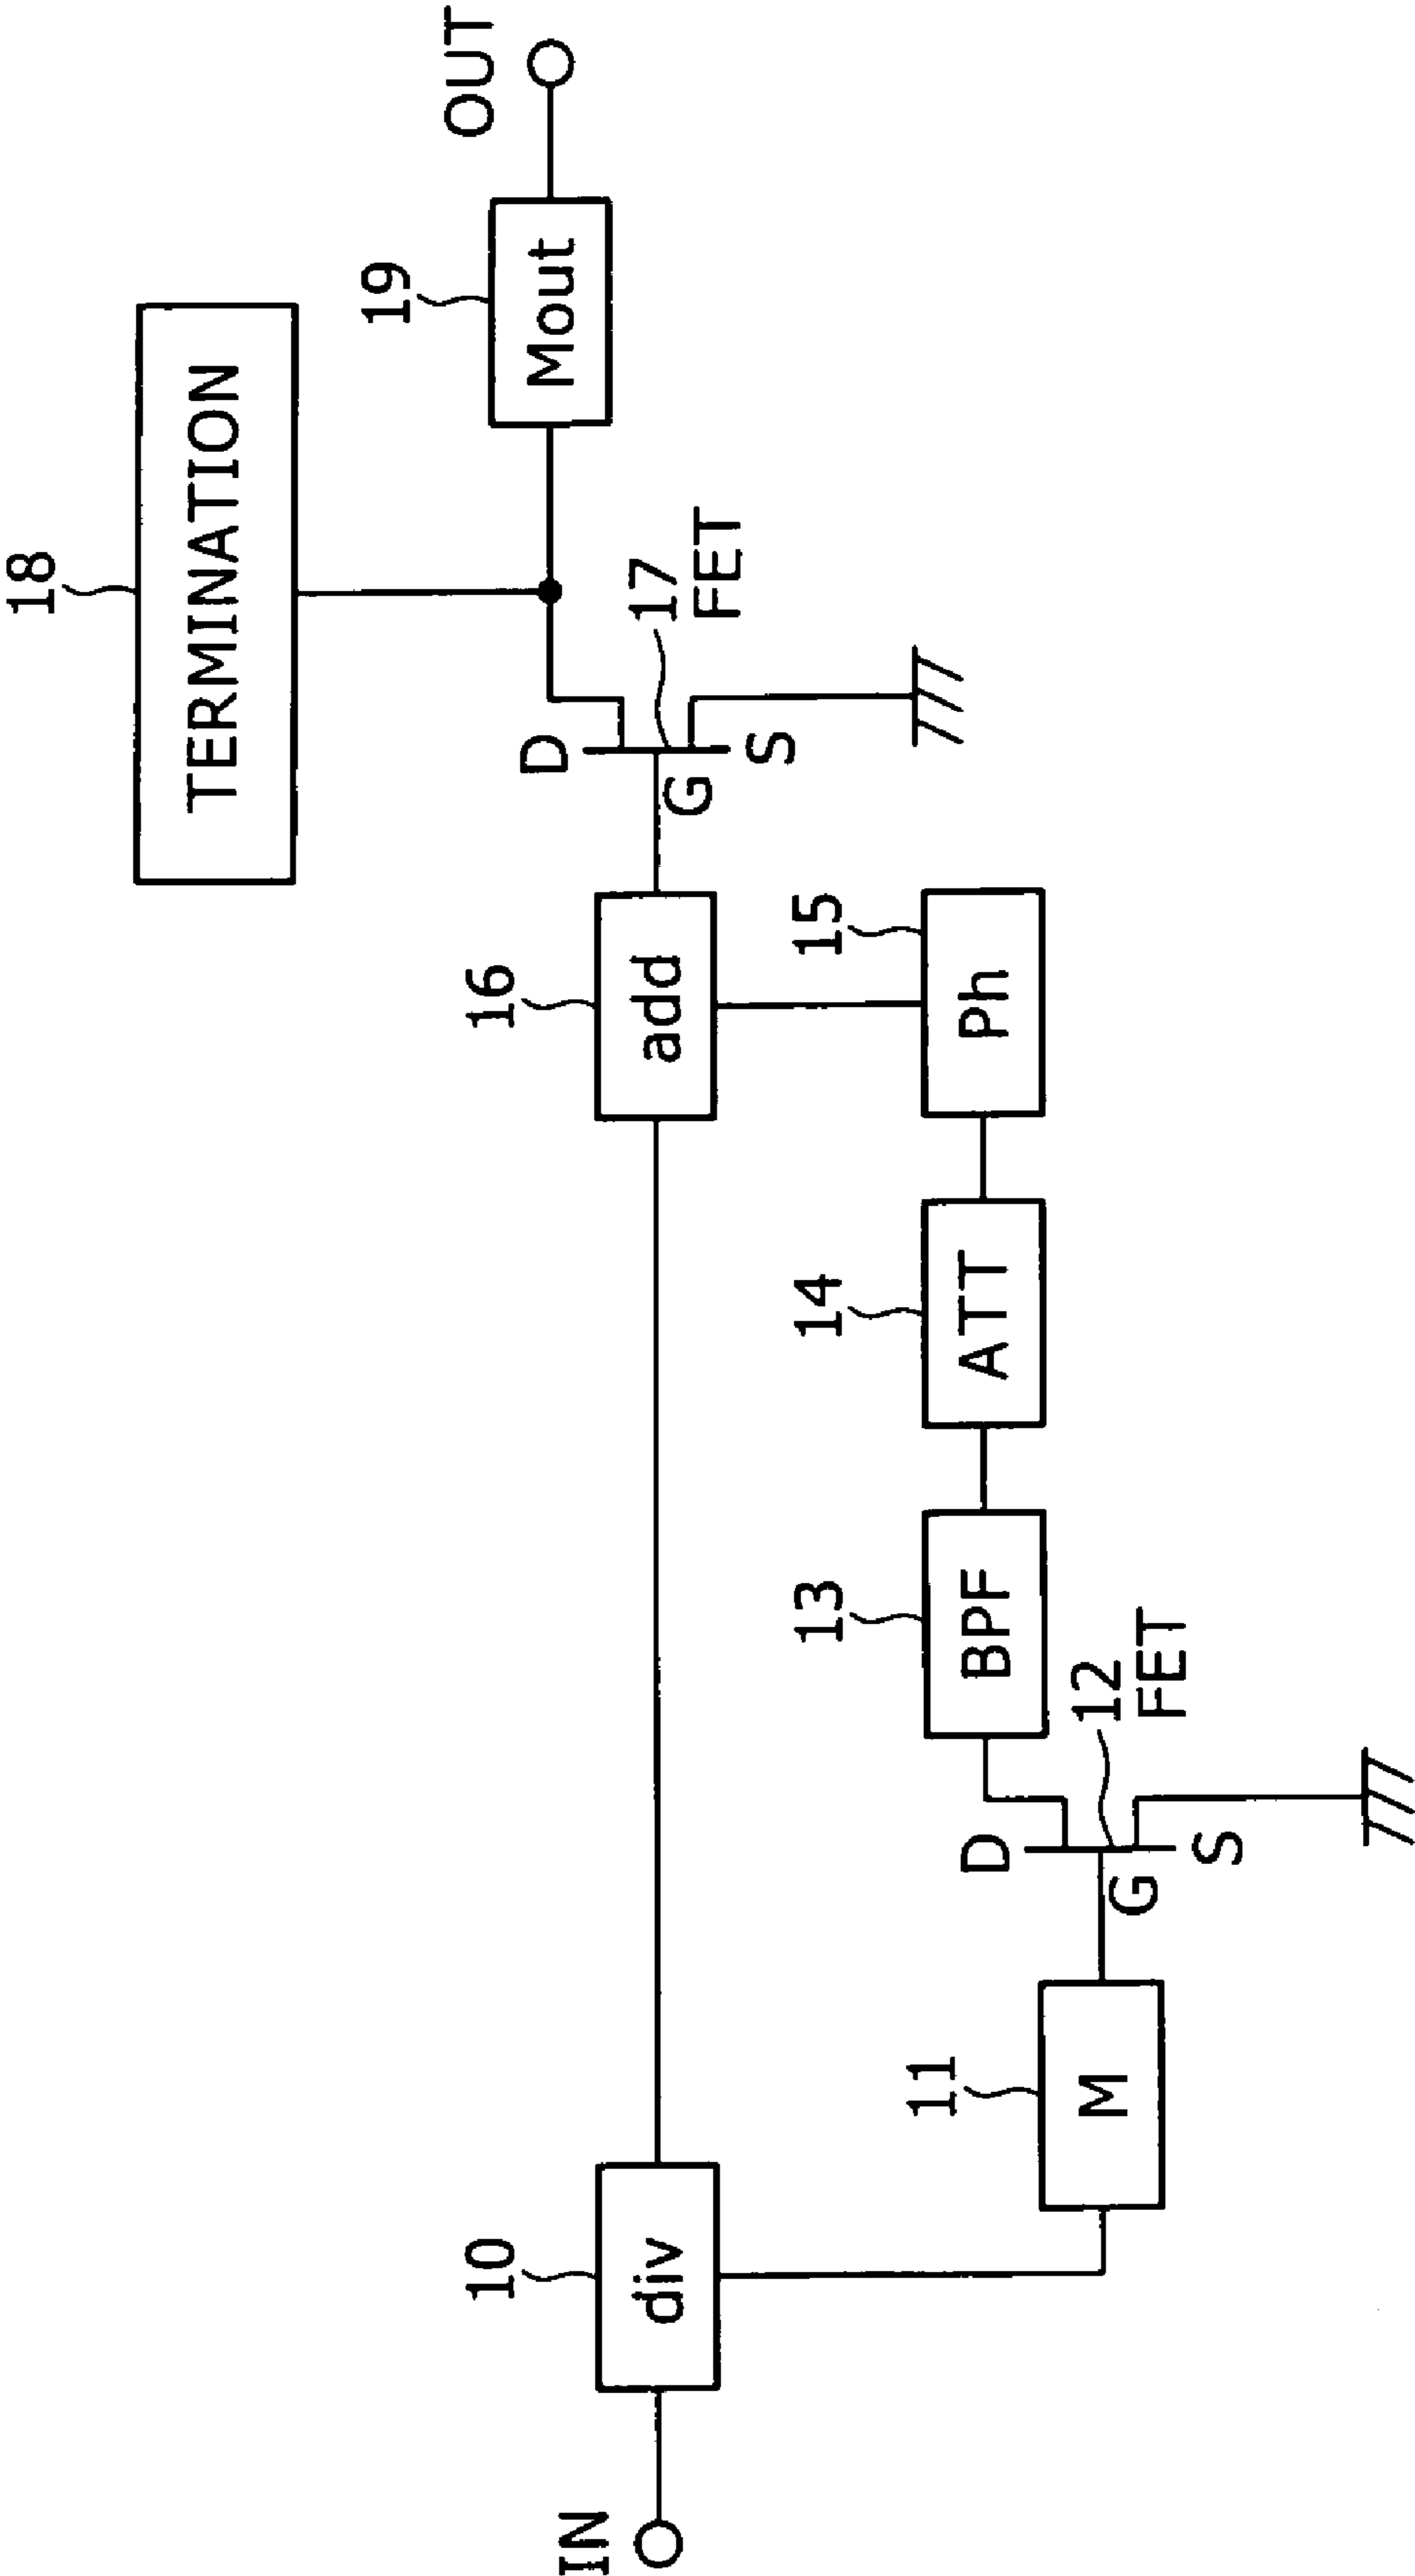 18
TERMINATION
19
Mout
OUT
D
G
S
17
FET
16
add
15
Ph
14
ATT
13
BPF
D
G
S
12
FET
11
M
10
div
IN